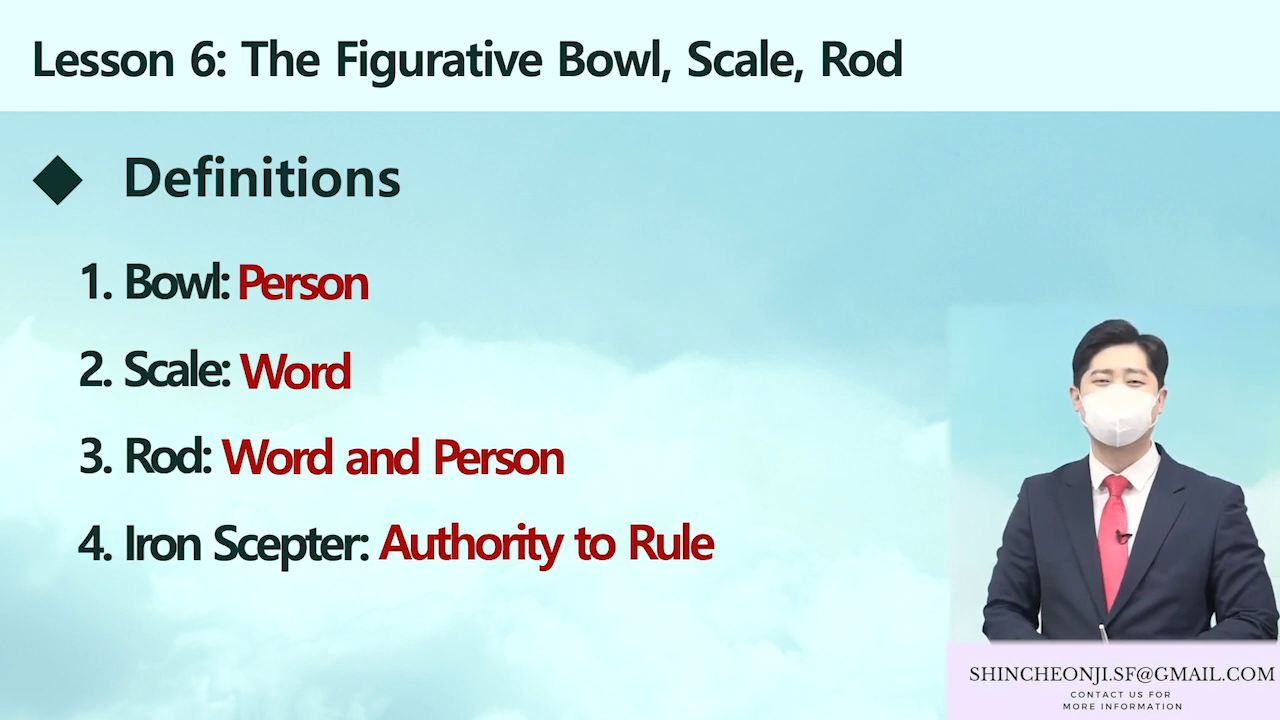 Lesson 6: The Figurative Bowl, Scale, Rod
Definitions
1. Bowl: Person
2. Scale: Word
3. Rod: Word and Person
4. Iron Scepter: Authority to Rule
SHINCHEONJI.SF@GMAIL.COM
CONTACT US FOR
MORE INFORMATION